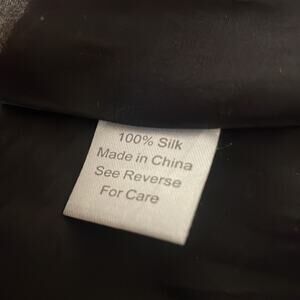 100% Silk
Made in China
See Reverse
For Care